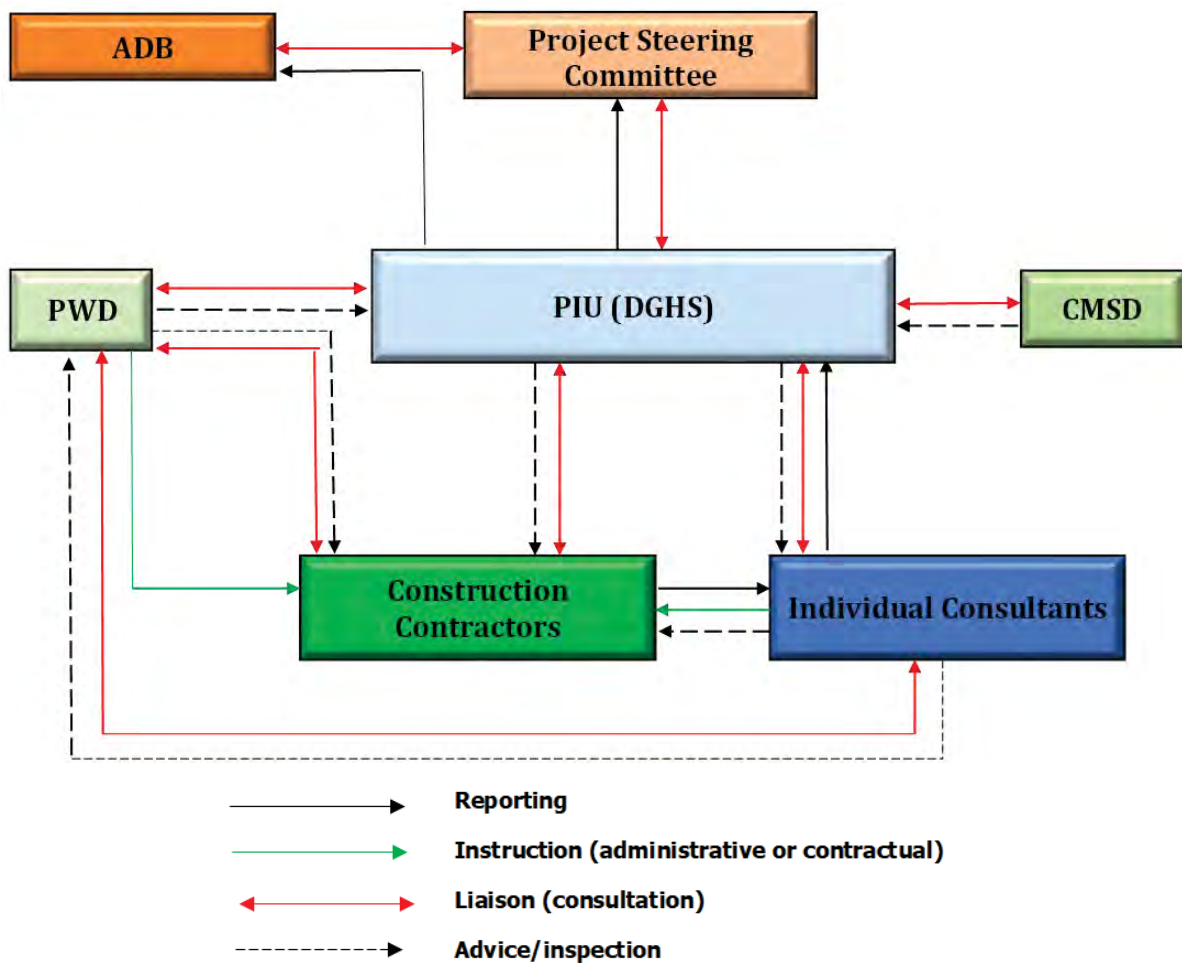 ADB
Project Steering
Committee
PIU (DGHS)
PWD
CMSD
Construction
Contractors
Individual Consultants
Reporting
Instruction (administrative or contractual)
Liaison (consultation)
Advice/inspection